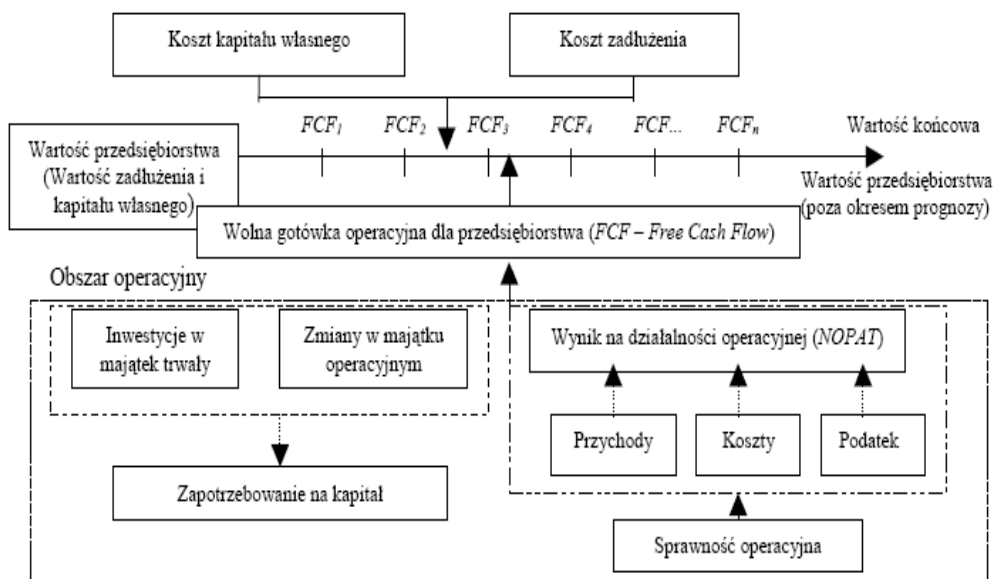 Koszt kapitału własnego
Koszt zadłużenia
FCF1 FCF2 FCF3 FCF4 FCF... FCFn
Wartość końcowa
Wartość przedsiębiorstwa
(Wartość zadłużenia i
kapitału własnego)
Wartość przedsiębiorstwa
(poza okresem prognozy)
Wolna gotówka operacyjna dla przedsiębiorstwa (FCF – Free Cash Flow)
Obszar operacyjny
Inwestycje w
majątek trwały
Zmiany w majątku
operacyjnym
Wynik na działalności operacyjnej (NOPAT)
Przychody
Koszty
Podatek
Zapotrzebowanie na kapitał
Sprawność operacyjna